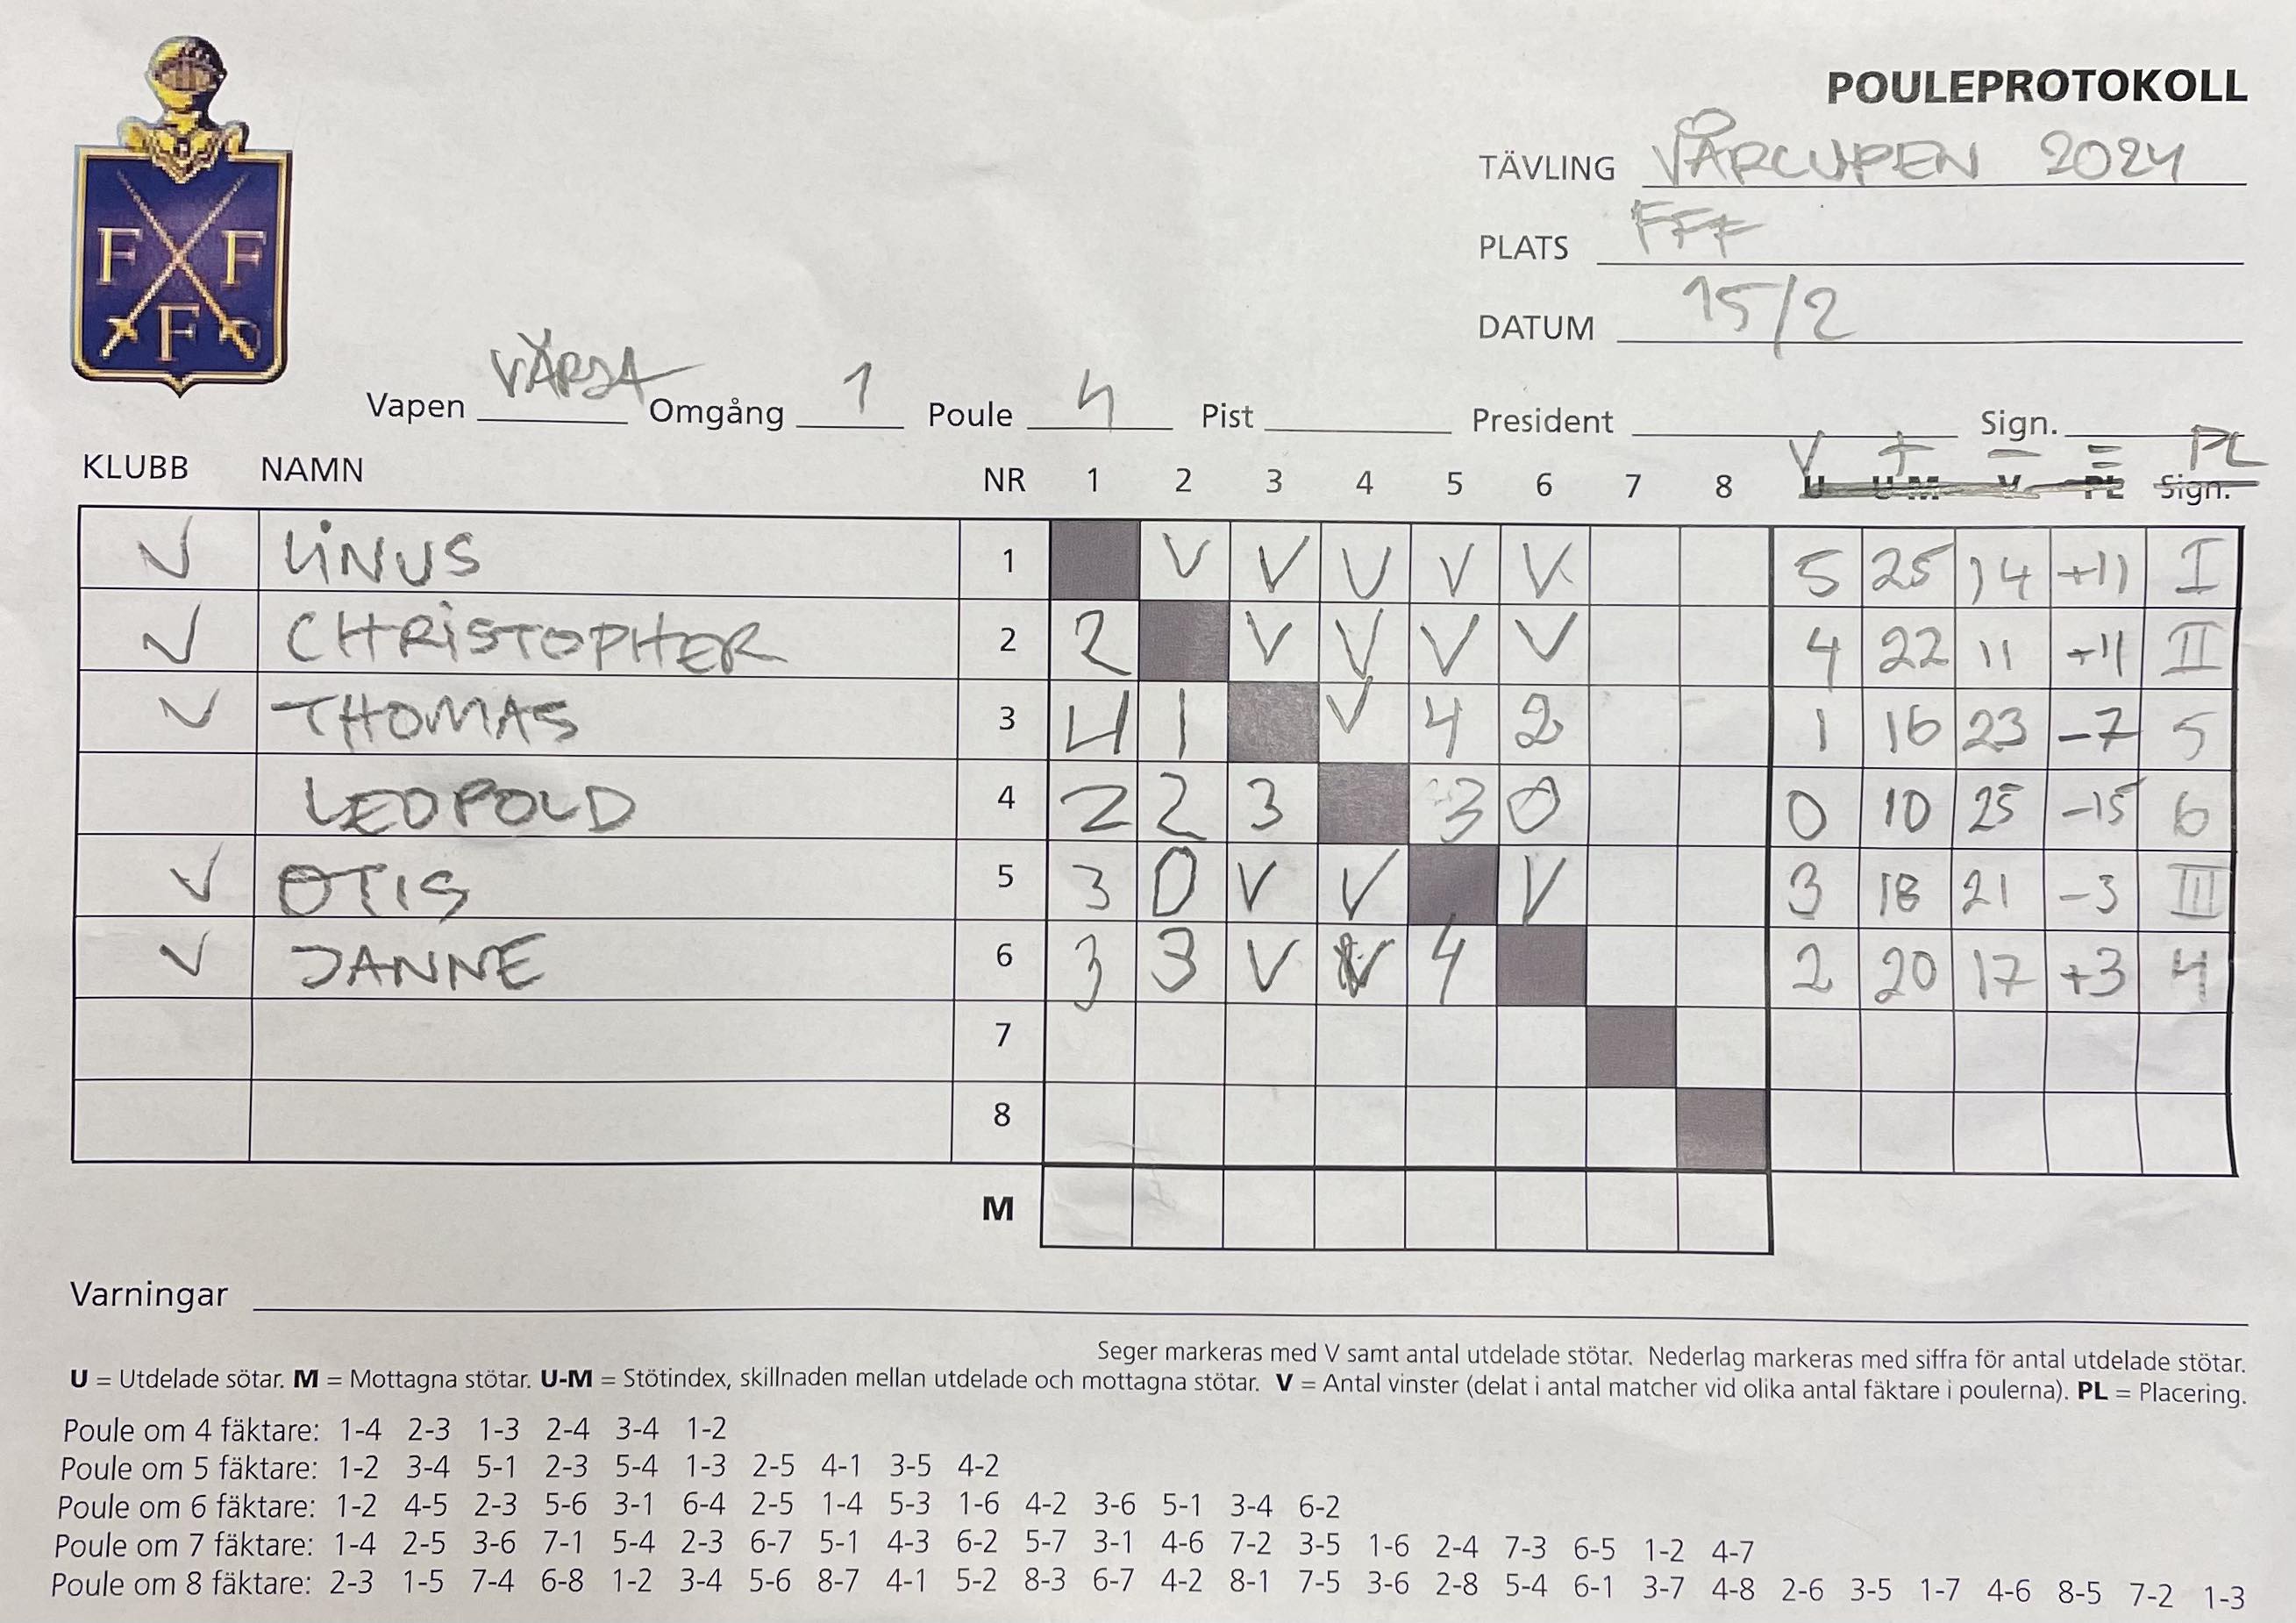 F F
F
POULEPROTOKOLL
TÄVLING VÅRCUPEN 2024
PLATS FFF
DATUM 15/2
Vapen VÄRJA Omgång 1 Poule 4 Pist President Sign.
V + - = PL
KLUBB NAMN NR 1 2 3 4 5 6 7 8 U U-M V PL Sign.
V LINUS 1 V V V V V 5 25 14 +11 I
V CHRISTOPHER 2 2 V V V V 4 22 11 +11 II
V THOMAS 3 4 1 V 4 2 1 16 23 -7 5
LEOPOLD 4 2 2 3 3 0 0 10 25 -15 6
V OTIS 5 3 0 V V V 3 18 21 -3 III
V JANNE 6 3 3 V V 4 2 20 17 +3 4
7
8
M
Varningar
Seger markeras med V samt antal utdelade stötar. Nederlag markeras med siffra för antal utdelade stötar.
U = Utdelade sötar. M = Mottagna stötar. U-M = Stötindex, skillnaden mellan utdelade och mottagna stötar. V = Antal vinster (delat i antal matcher vid olika antal fäktare i poulerna). PL = Placering.
Poule om 4 fäktare: 1-4 2-3 1-3 2-4 3-4 1-2
Poule om 5 fäktare: 1-2 3-4 5-1 2-3 5-4 1-3 2-5 4-1 3-5 4-2
Poule om 6 fäktare: 1-2 4-5 2-3 5-6 3-1 6-4 2-5 1-4 5-3 1-6 4-2 3-6 5-1 3-4 6-2
Poule om 7 fäktare: 1-4 2-5 3-6 7-1 5-4 2-3 6-7 5-1 4-3 6-2 5-7 3-1 4-6 7-2 3-5 1-6 2-4 7-3 6-5 1-2 4-7
Poule om 8 fäktare: 2-3 1-5 7-4 6-8 1-2 3-4 5-6 8-7 4-1 5-2 8-3 6-7 4-2 8-1 7-5 3-6 2-8 5-4 6-1 3-7 4-8 2-6 3-5 1-7 4-6 8-5 7-2 1-3